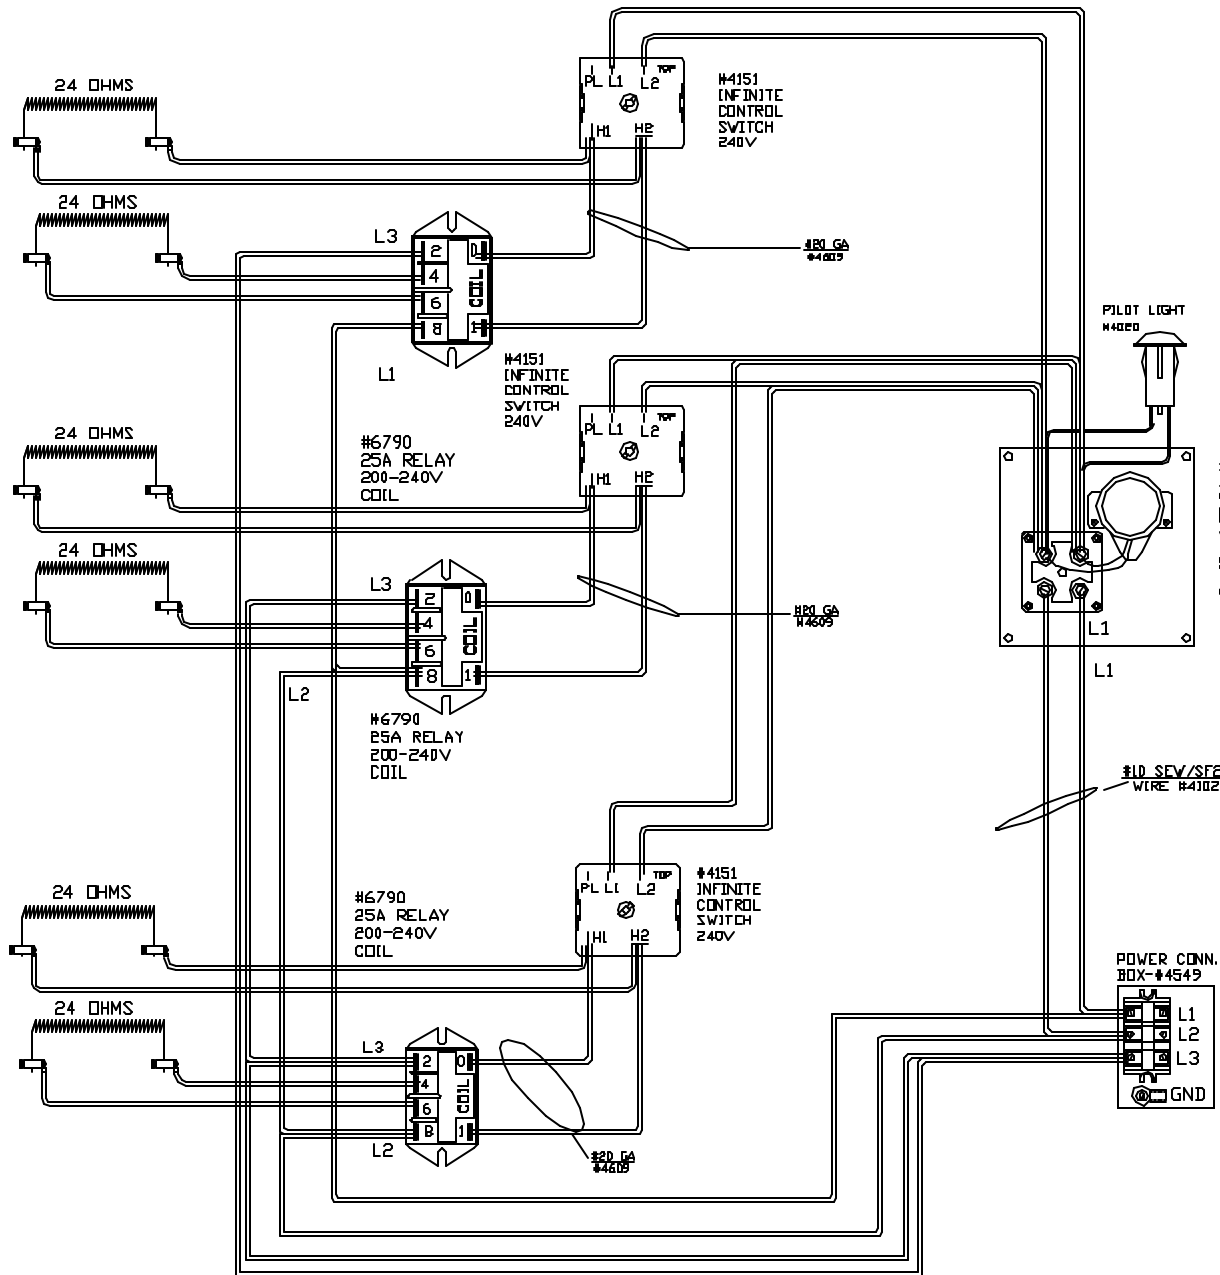 24 OHMS
PL L1 L2 TOP
H1 H2
#4151
INFINITE
CONTROL
SWITCH
240V
24 OHMS
L3
2 0
4
6
8 1
COIL
#20 GA
#4609
L1
PILOT LIGHT
#4151
INFINITE
CONTROL
SWITCH
240V
PL L1 L2 TOP
H1 H2
24 OHMS
#6790
25A RELAY
200-240V
COIL
24 OHMS
L3
2 0
4
6
8 1
COIL
#20 GA
#4609
L1
L1
L2
#6790
25A RELAY
200-240V
COIL
#10 SEW/SF2
WIRE #4102
24 OHMS
#6790
25A RELAY
200-240V
COIL
PL L1 L2 TOP
H1 H2
#4151
INFINITE
CONTROL
SWITCH
240V
POWER CONN.
BOX-#4549
L1
L2
L3
GND
24 OHMS
L3
2 0
4
6
8 1
COIL
L2
#20 GA
#4609